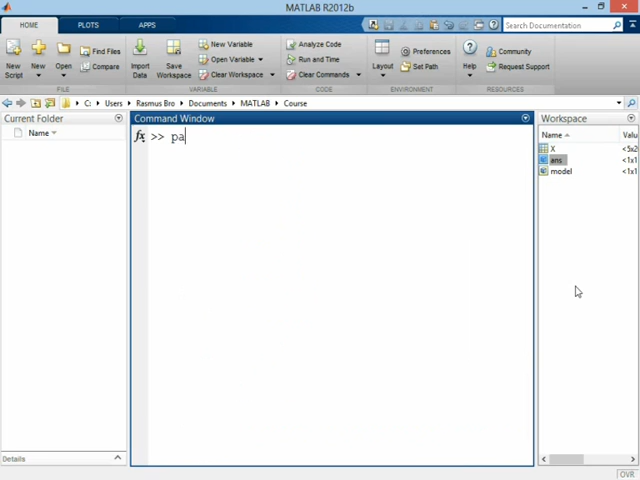 MATLAB R2012b
HOME PLOTS APPS
Search Documentation
New Script
New
Open
Find Files
Compare
Import Data
Save Workspace
New Variable
Open Variable
Clear Workspace
Analyze Code
Run and Time
Clear Commands
Layout
Preferences
Set Path
Help
Community
Request Support
FILE VARIABLE CODE ENVIRONMENT RESOURCES
C: Users Rasmus Bro Documents MATLAB Course
Current Folder
Name
Details
Command Window
fx >> pa
Workspace
Name Valu
X <5x2
ans <1x1
model <1x1
OVR